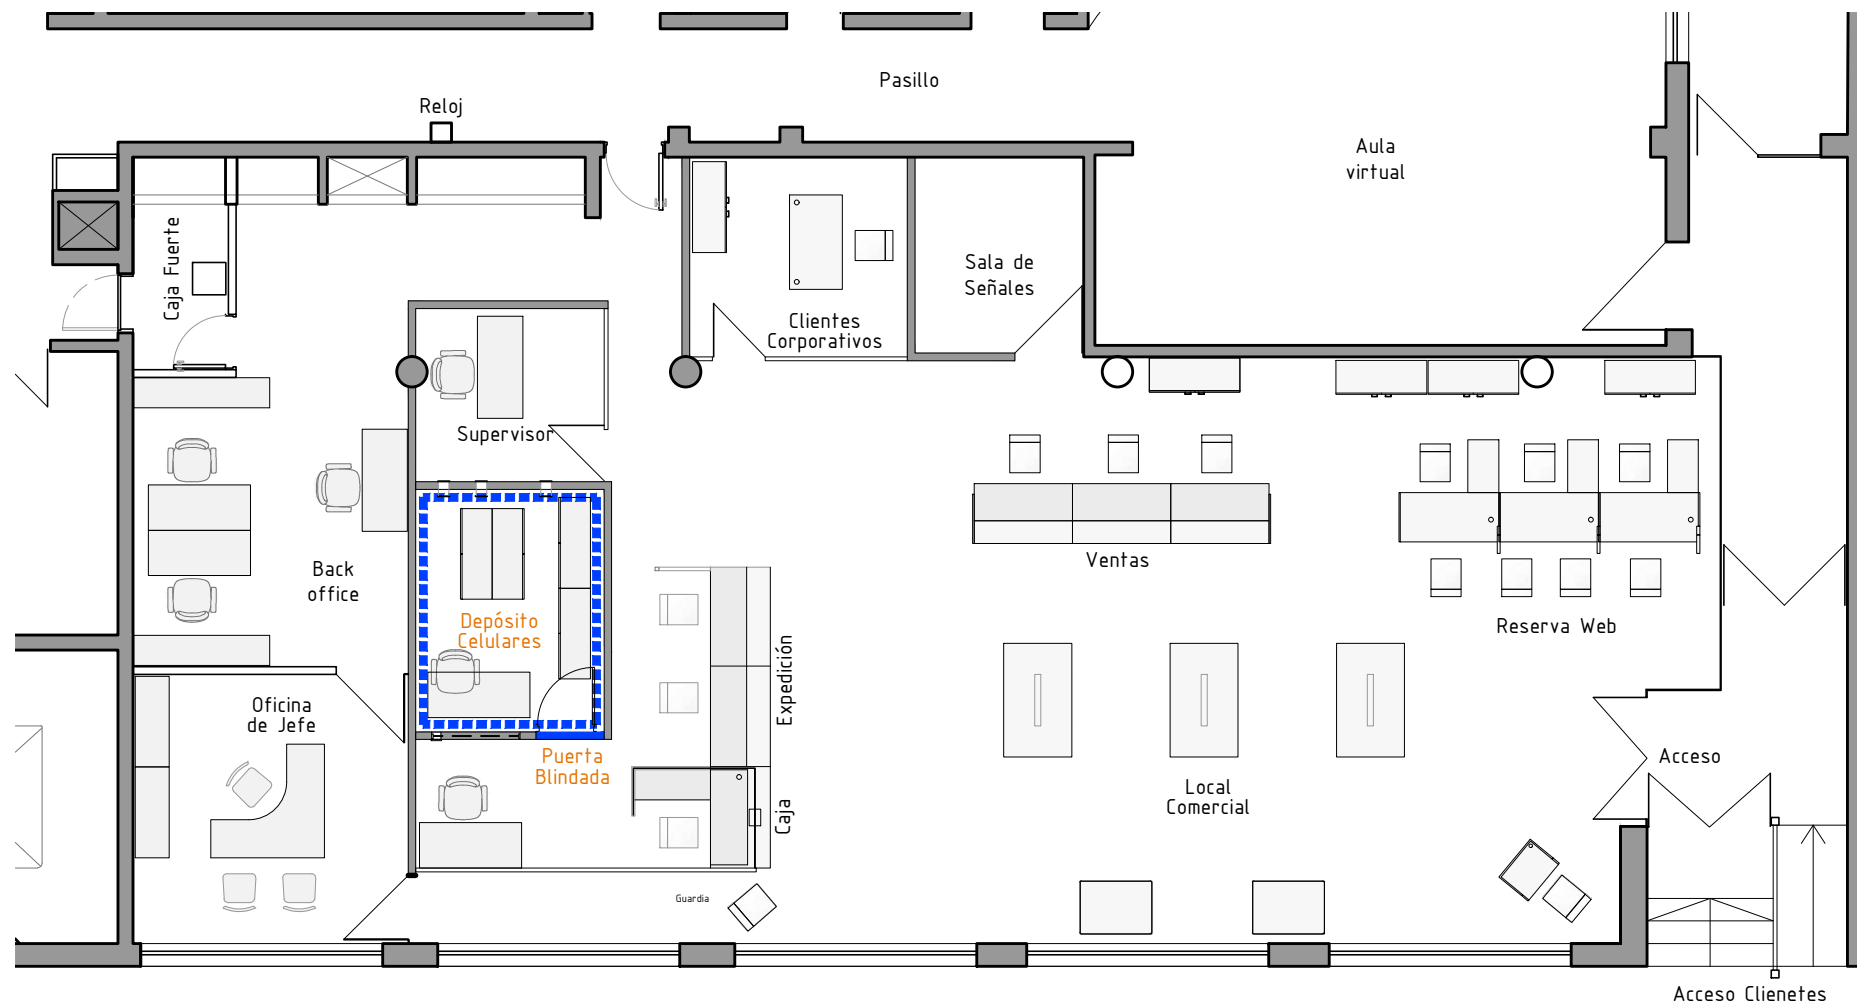 Pasillo
Reloj
Aula
virtual
Caja Fuerte
Sala de
Señales
Clientes
Corporativos
Supervisor
Ventas
Back
office
Depósito
Celulares
Reserva Web
Expedición
Oficina
de Jefe
Puerta
Blindada
Acceso
Local
Comercial
Caja
Guardia
Acceso Clienetes